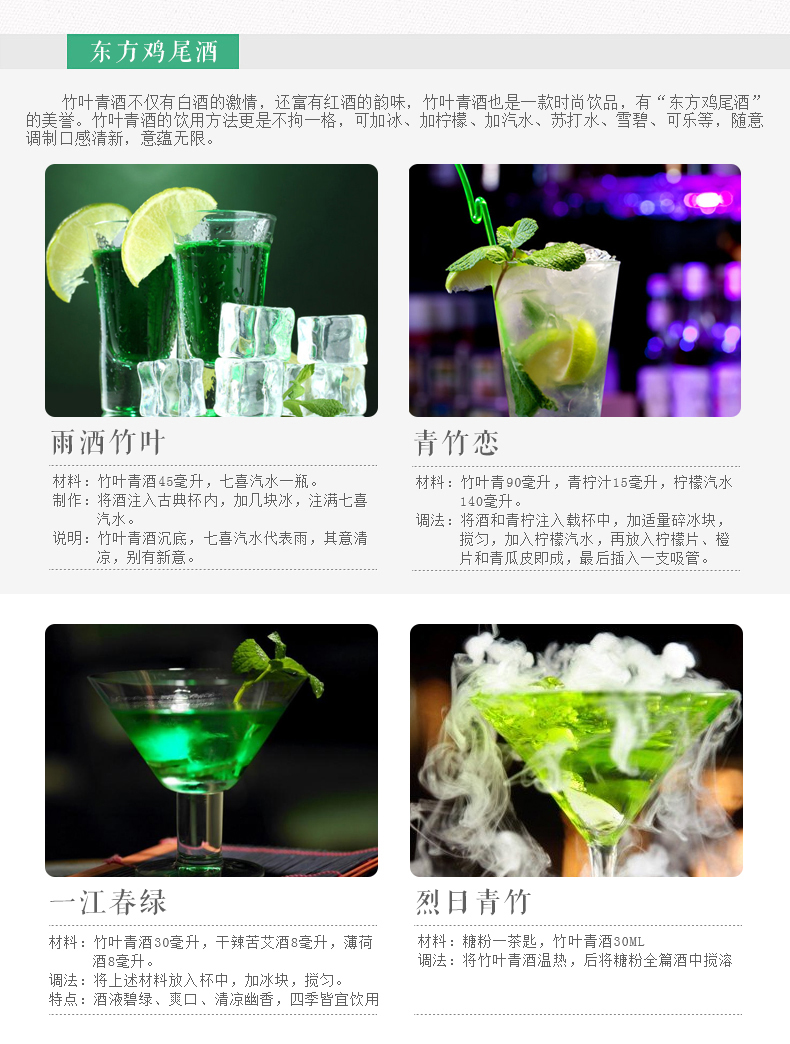 东方鸡尾酒
竹叶青酒不仅有白酒的激情，还富有红酒的韵味，竹叶青酒也是一款时尚饮品，有“东方鸡尾酒”
的美誉。竹叶青酒的饮用方法更是不拘一格，可加冰、加柠檬、加汽水、苏打水、雪碧、可乐等，随意
调制口感清新，意蕴无限。
雨洒竹叶
材料：竹叶青酒45毫升，七喜汽水一瓶。
制作：将酒注入古典杯内，加几块冰，注满七喜
汽水。
说明：竹叶青酒沉底，七喜汽水代表雨，其意清
凉，别有新意。
青竹恋
材料：竹叶青90毫升，青柠汁15毫升，柠檬汽水
140毫升。
调法：将酒和青柠注入载杯中，加适量碎冰块，
搅匀，加入柠檬汽水，再放入柠檬片、橙
片和青瓜皮即成，最后插入一支吸管。
一江春绿
材料：竹叶青酒30毫升，干辣苦艾酒8毫升，薄荷
酒8毫升。
调法：将上述材料放入杯中，加冰块，搅匀。
特点：酒液碧绿、爽口、清凉幽香，四季皆宜饮用
烈日青竹
材料：糖粉一茶匙，竹叶青酒30ML
调法：将竹叶青酒温热，后将糖粉全篇酒中搅溶